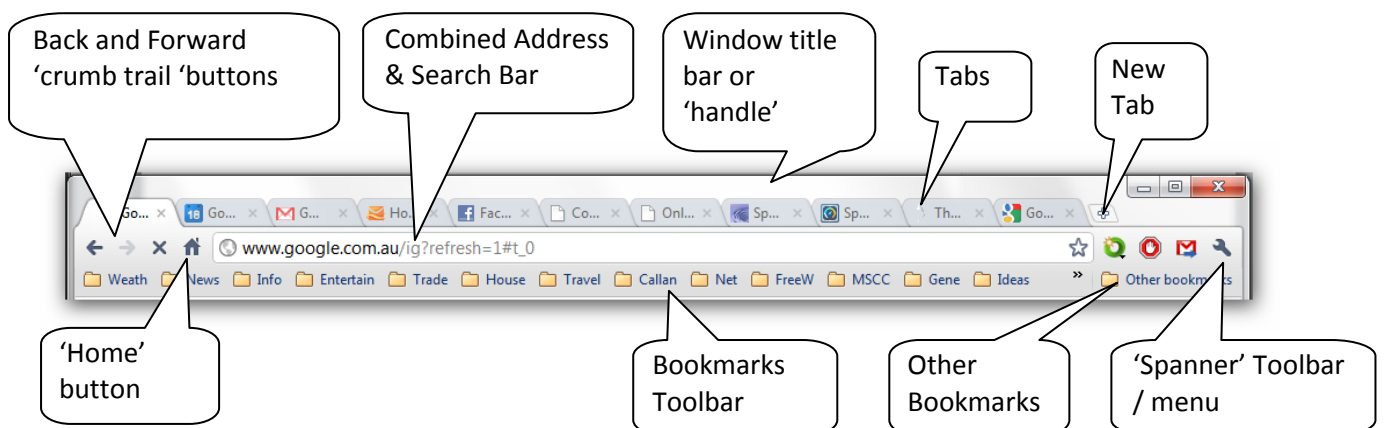 Back and Forward
‘crumb trail ‘buttons
Combined Address
& Search Bar
Window title
bar or
‘handle’
Tabs
New
Tab
Go... 18 Go... G... Ho... Fac... Co... Onl... Sp... Sp... Th... Go...
www.google.com.au/ig?refresh=1#t_0
Weath News Info Entertain Trade House Travel Callan Net FreeW MSCC Gene Ideas » Other bookmarks
‘Home’
button
Bookmarks
Toolbar
Other
Bookmarks
‘Spanner’ Toolbar
/ menu